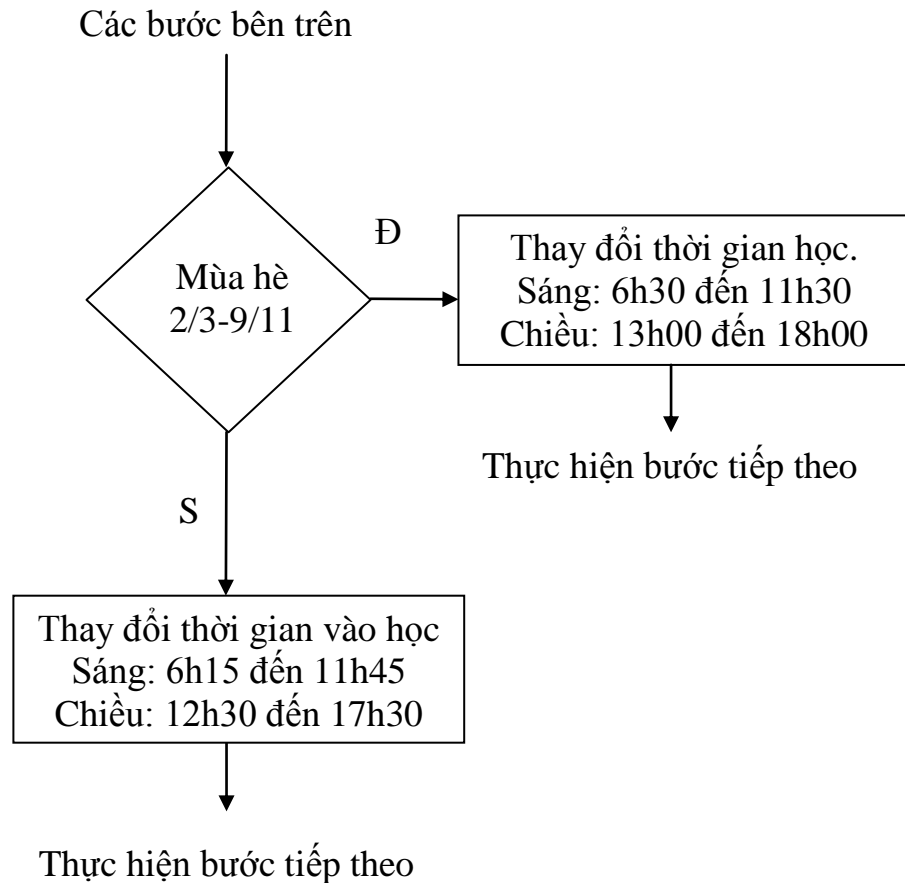 Các bước bên trên
Mùa hè
2/3-9/11
Đ
Thay đổi thời gian học.
Sáng: 6h30 đến 11h30
Chiều: 13h00 đến 18h00
Thực hiện bước tiếp theo
S
Thay đổi thời gian vào học
Sáng: 6h15 đến 11h45
Chiều: 12h30 đến 17h30
Thực hiện bước tiếp theo